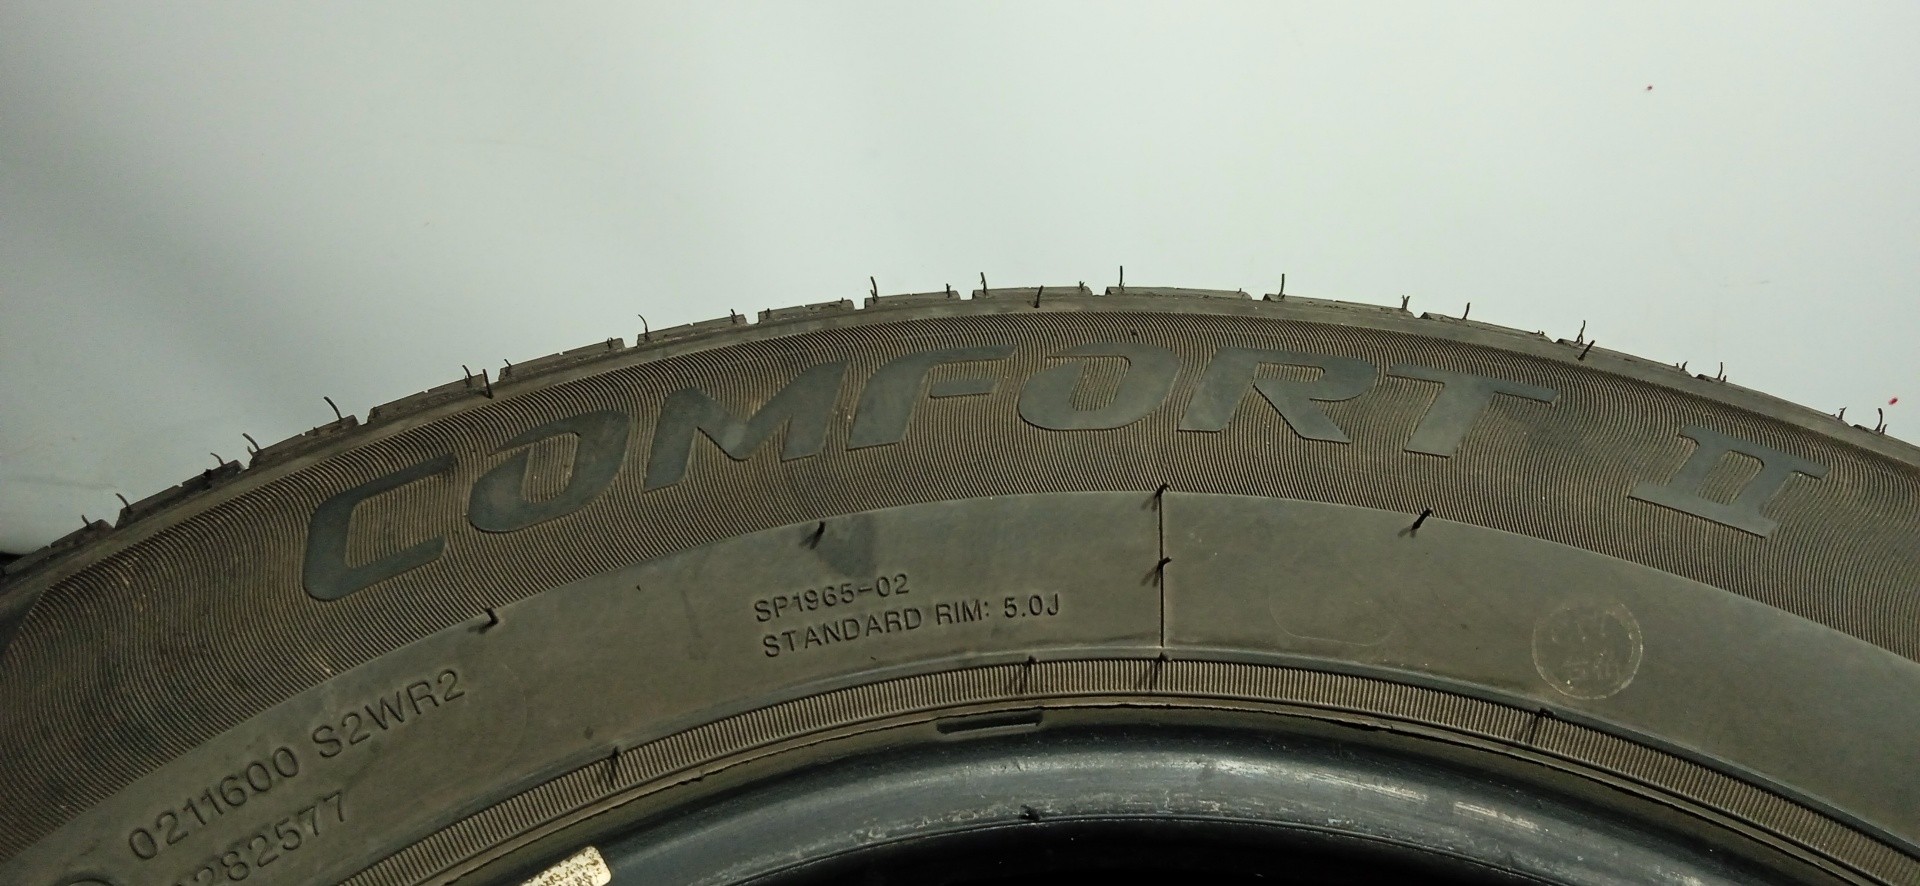 COMFORT II
SP1965-02
STANDARD RIM: 5.0J
0211600 S2WR2
282577